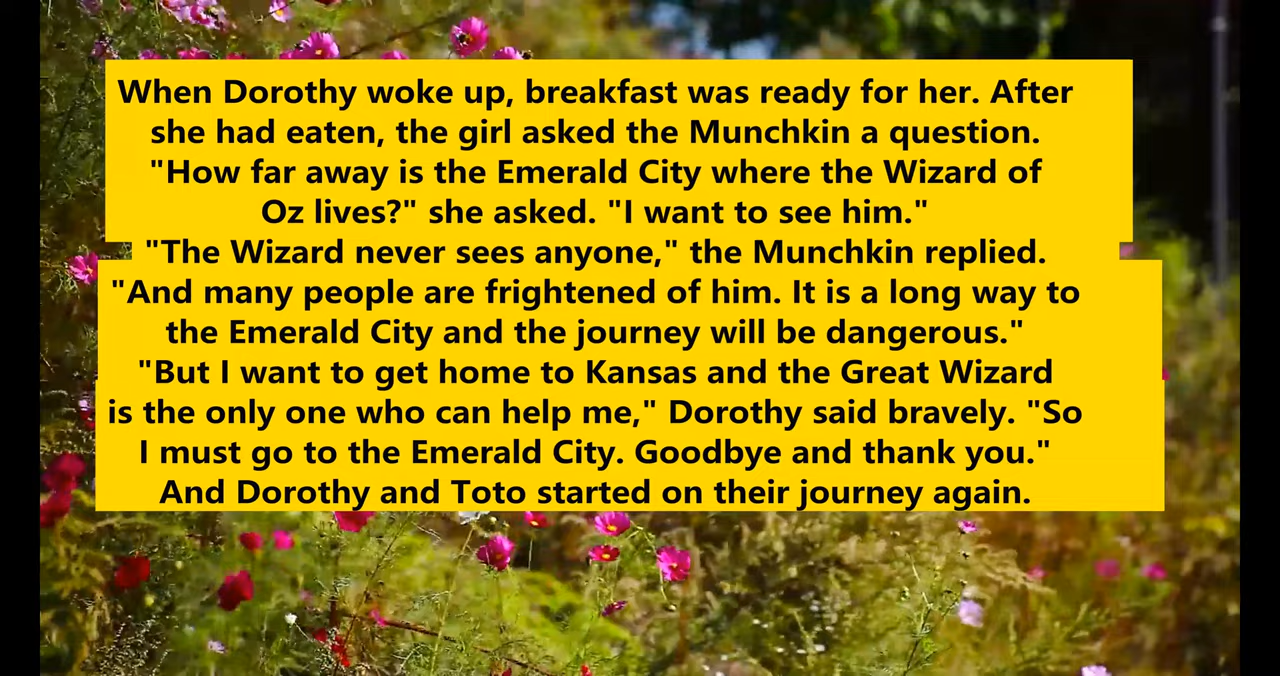 When Dorothy woke up, breakfast was ready for her. After
she had eaten, the girl asked the Munchkin a question.
"How far away is the Emerald City where the Wizard of
Oz lives?" she asked. "I want to see him."
"The Wizard never sees anyone," the Munchkin replied.
"And many people are frightened of him. It is a long way to
the Emerald City and the journey will be dangerous."
"But I want to get home to Kansas and the Great Wizard
is the only one who can help me," Dorothy said bravely. "So
I must go to the Emerald City. Goodbye and thank you."
And Dorothy and Toto started on their journey again.